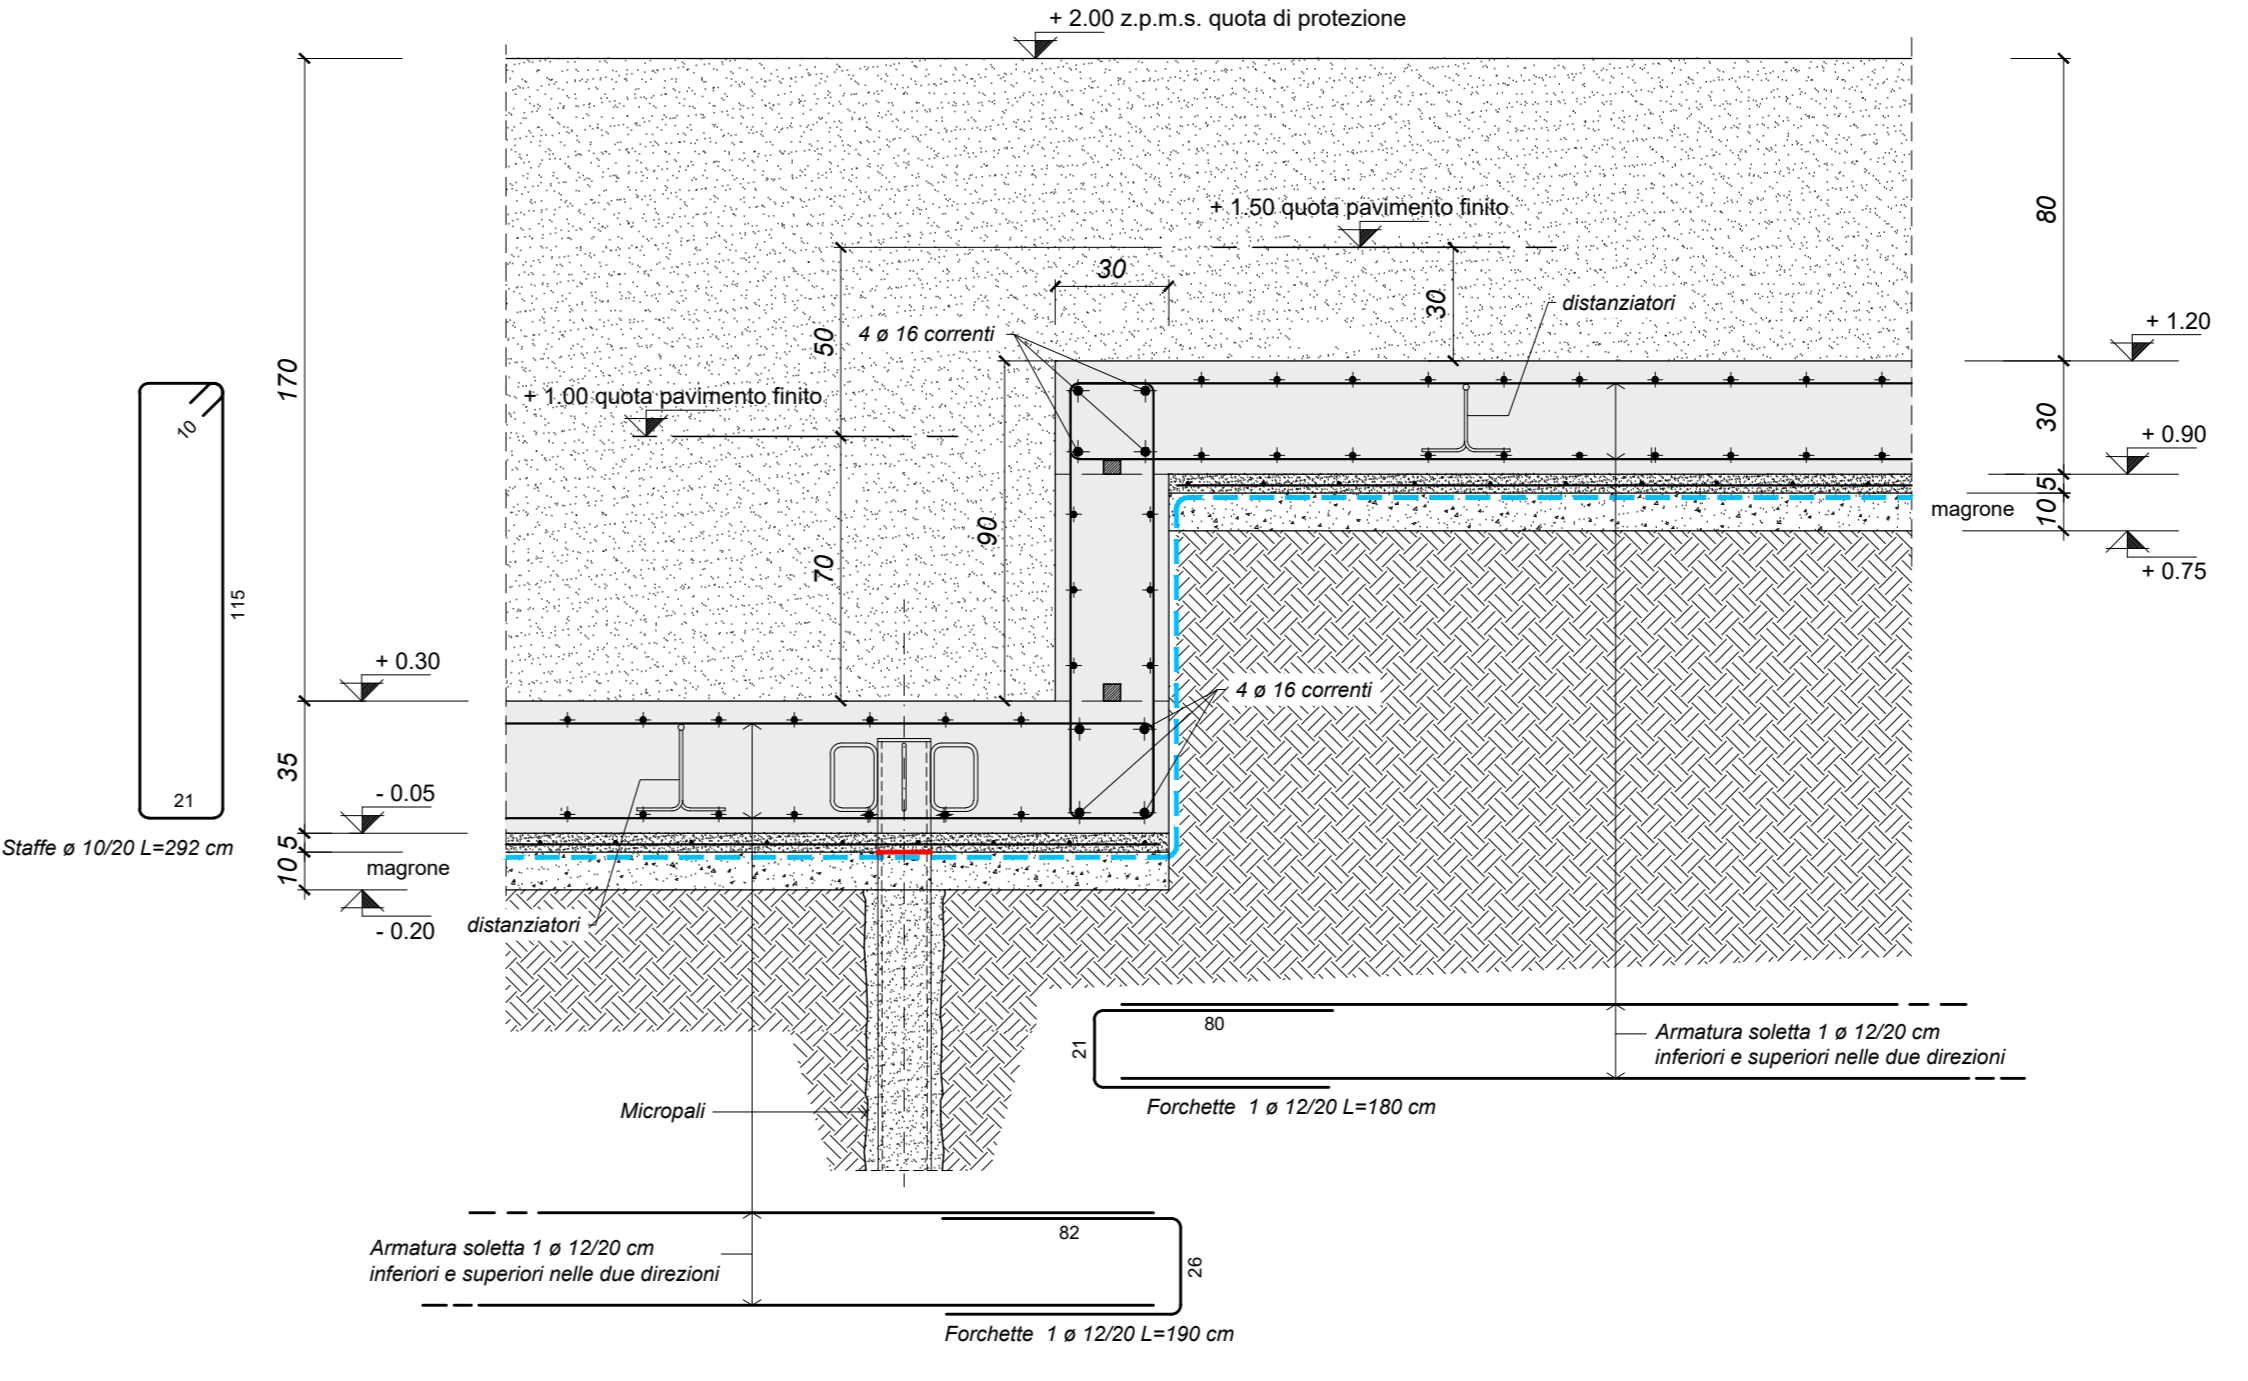 + 2.00 z.p.m.s. quota di protezione
170
80
+ 1.50 quota pavimento finito
30
30
distanziatori
50
4 ø 16 correnti
+ 1.20
+ 1.00 quota pavimento finito
10
30
+ 0.90
5
10
magrone
90
70
+ 0.75
115
+ 0.30
4 ø 16 correnti
35
- 0.05
21
Staffe ø 10/20 L=292 cm
5
10
magrone
- 0.20
distanziatori
80
21
Armatura soletta 1 ø 12/20 cm
inferiori e superiori nelle due direzioni
Forchette 1 ø 12/20 L=180 cm
Micropali
82
Armatura soletta 1 ø 12/20 cm
inferiori e superiori nelle due direzioni
26
Forchette 1 ø 12/20 L=190 cm